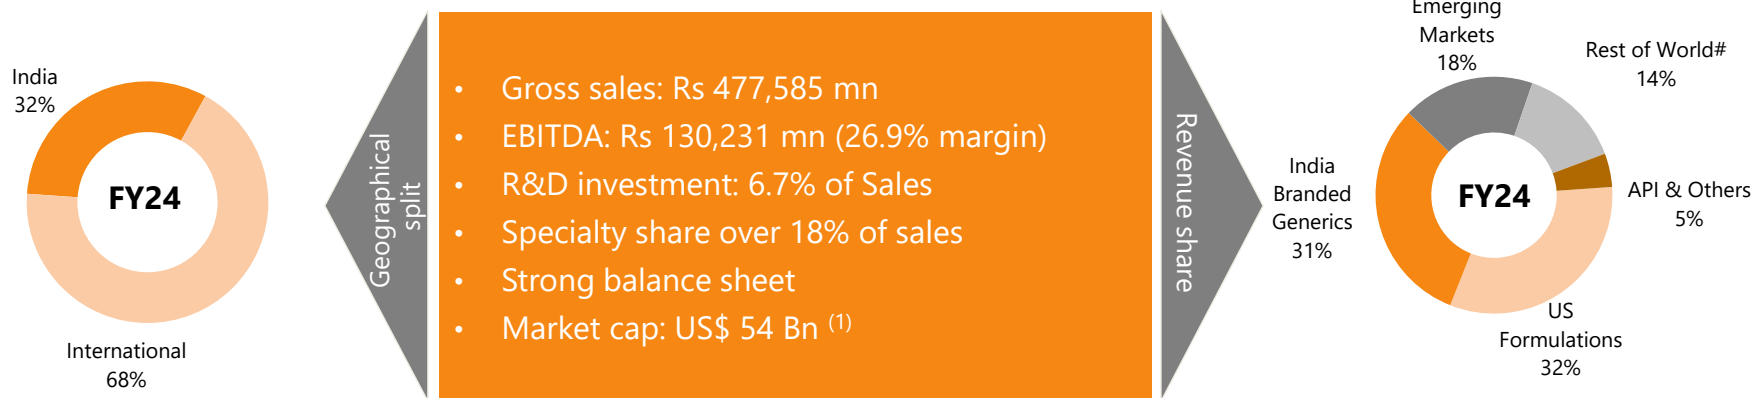 India
32%
FY24
International
68%
Geographical
split
• Gross sales: Rs 477,585 mn
• EBITDA: Rs 130,231 mn (26.9% margin)
• R&D investment: 6.7% of Sales
• Specialty share over 18% of sales
• Strong balance sheet
• Market cap: US$ 54 Bn (1)
Revenue share
Emerging
Markets
18%
Rest of World#
14%
India
Branded
Generics
31%
FY24
API & Others
5%
US
Formulations
32%